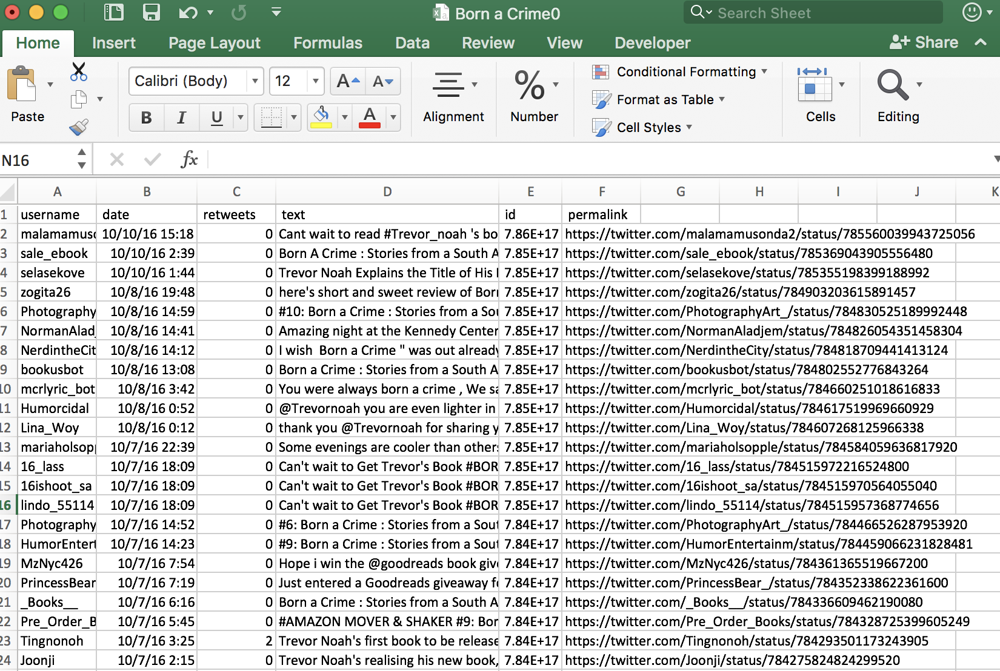 Born a Crime0
Search Sheet
Home Insert Page Layout Formulas Data Review View Developer Share
Calibri (Body) 12 A A
Conditional Formatting
Format as Table
Cell Styles
B I U A
Paste Alignment % Number Cells Editing
N16 fx
A B C D E F G H I J K
1 username date retweets text id permalink
2 malamamuso 10/10/16 15:18 0 Cant wait to read #Trevor_noah 's bo 7.86E+17 https://twitter.com/malamamusonda2/status/785560039943725056
3 sale_ebook 10/10/16 2:39 0 Born A Crime : Stories from a South A 7.85E+17 https://twitter.com/sale_ebook/status/785369043905556480
4 selasekove 10/10/16 1:44 0 Trevor Noah Explains the Title of His 7.85E+17 https://twitter.com/selasekove/status/785355198399188992
5 zogita26 10/8/16 19:48 0 here's short and sweet review of Bor 7.85E+17 https://twitter.com/zogita26/status/784903203615891457
6 Photography 10/8/16 14:59 0 #10: Born a Crime : Stories from a Sou 7.85E+17 https://twitter.com/PhotographyArt_/status/784830525189992448
7 NormanAladj 10/8/16 14:41 0 Amazing night at the Kennedy Center 7.85E+17 https://twitter.com/NormanAladjem/status/784826054351458304
8 NerdintheCit 10/8/16 14:12 0 I wish Born a Crime " was out already 7.85E+17 https://twitter.com/NerdintheCity/status/784818709441413124
9 bookusbot 10/8/16 13:08 0 Born a Crime : Stories from a South A 7.85E+17 https://twitter.com/bookusbot/status/784802552776843264
10 mcrlyric_bot 10/8/16 3:42 0 You were always born a crime , We sa 7.85E+17 https://twitter.com/mcrlyric_bot/status/784660251018616833
11 Humorcidal 10/8/16 0:52 0 @Trevornoah you are even lighter in 7.85E+17 https://twitter.com/Humorcidal/status/784617519969660929
12 Lina_Woy 10/8/16 0:12 0 thank you @Trevornoah for sharing y 7.85E+17 https://twitter.com/Lina_Woy/status/784607268125966338
13 mariaholsopp 10/7/16 22:39 0 Some evenings are cooler than others 7.85E+17 https://twitter.com/mariaholsopple/status/784584059636817920
14 16_lass 10/7/16 18:09 0 Can't wait to Get Trevor's Book #BOR 7.85E+17 https://twitter.com/16_lass/status/784515972216524800
15 16ishoot_sa 10/7/16 18:09 0 Can't wait to Get Trevor's Book #BOR 7.85E+17 https://twitter.com/16ishoot_sa/status/784515970564055040
16 lindo_55114 10/7/16 18:09 0 Can't wait to Get Trevor's Book #BOR 7.85E+17 https://twitter.com/lindo_55114/status/784515957368774656
17 Photography 10/7/16 14:52 0 #6: Born a Crime : Stories from a Sout 7.84E+17 https://twitter.com/PhotographyArt_/status/784466526287953920
18 HumorEntert 10/7/16 14:23 0 #9: Born a Crime : Stories from a Sout 7.84E+17 https://twitter.com/HumorEntertainm/status/784459066231828481
19 MzNyc426 10/7/16 7:54 0 Hope i win the @goodreads book give 7.84E+17 https://twitter.com/MzNyc426/status/784361365519667200
20 PrincessBear 10/7/16 7:19 0 Just entered a Goodreads giveaway fo 7.84E+17 https://twitter.com/PrincessBear_/status/784352338622361600
21 _Books__ 10/7/16 6:16 0 Born a Crime : Stories from a South A 7.84E+17 https://twitter.com/_Books__/status/784336609462190080
22 Pre_Order_B 10/7/16 5:45 0 #AMAZON MOVER & SHAKER #9: Bor 7.84E+17 https://twitter.com/Pre_Order_Books/status/784328725399605249
23 Tingnonoh 10/7/16 3:25 2 Trevor Noah's first book to be release 7.84E+17 https://twitter.com/Tingnonoh/status/784293501173243905
24 Joonji 10/7/16 2:15 0 Trevor Noah's realising his new book, 7.84E+17 https://twitter.com/Joonji/status/784275824824299520